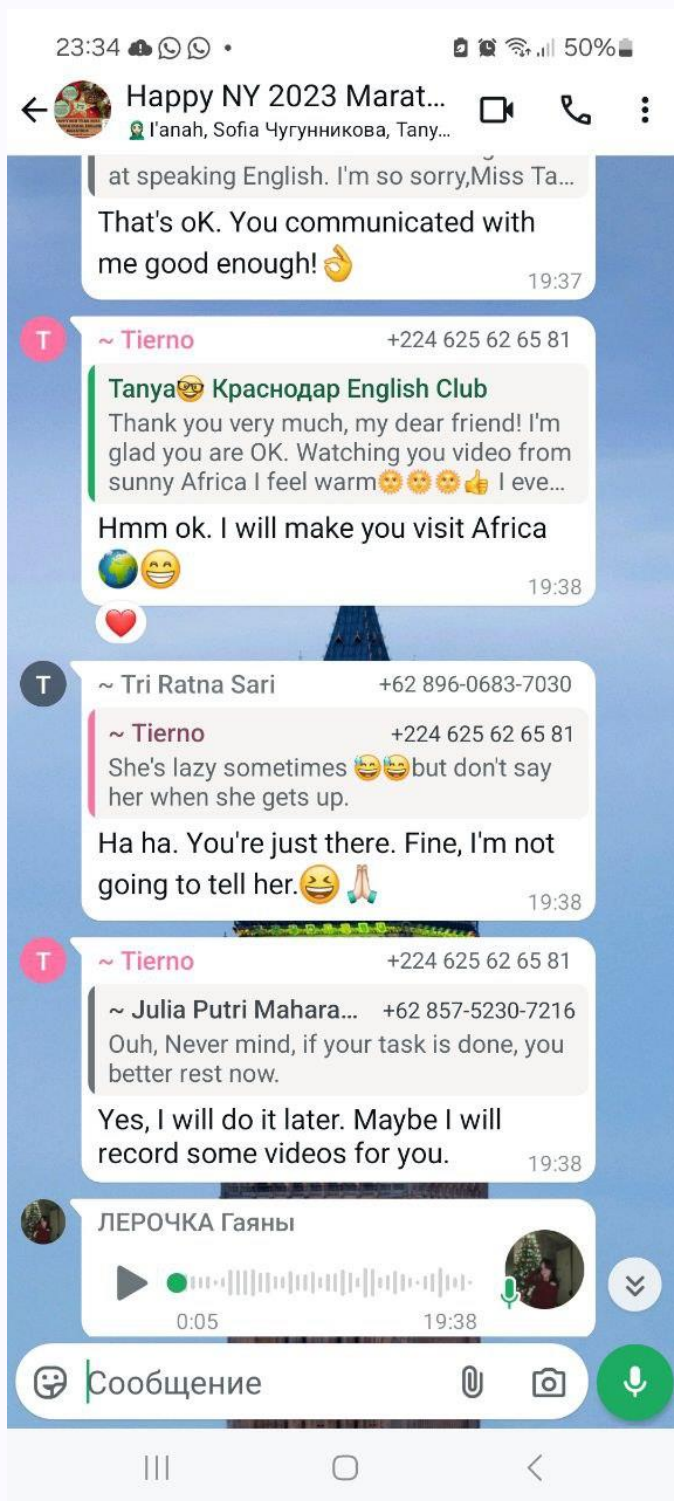 23:34
50%
Happy NY 2023 Marat...
I'anah, Sofia Чугунникова, Tany...
at speaking English. I'm so sorry,Miss Ta...
That's oK. You communicated with
me good enough!👌
19:37
T
~ Tierno +224 625 62 65 81
Tanya🤓 Краснодар English Club
Thank you very much, my dear friend! I'm
glad you are OK. Watching you video from
sunny Africa I feel warm🌞🌞🌞👍 I eve...
Hmm ok. I will make you visit Africa
🌍😁
19:38
❤️
T
~ Tri Ratna Sari +62 896-0683-7030
~ Tierno +224 625 62 65 81
She's lazy sometimes 😅😅but don't say
her when she gets up.
Ha ha. You're just there. Fine, I'm not
going to tell her.😆🙏🏻
19:38
T
~ Tierno +224 625 62 65 81
~ Julia Putri Mahara... +62 857-5230-7216
Ouh, Never mind, if your task is done, you
better rest now.
Yes, I will do it later. Maybe I will
record some videos for you.
19:38
ЛЕРОЧКА Гаяны
0:05 19:38
Сообщение